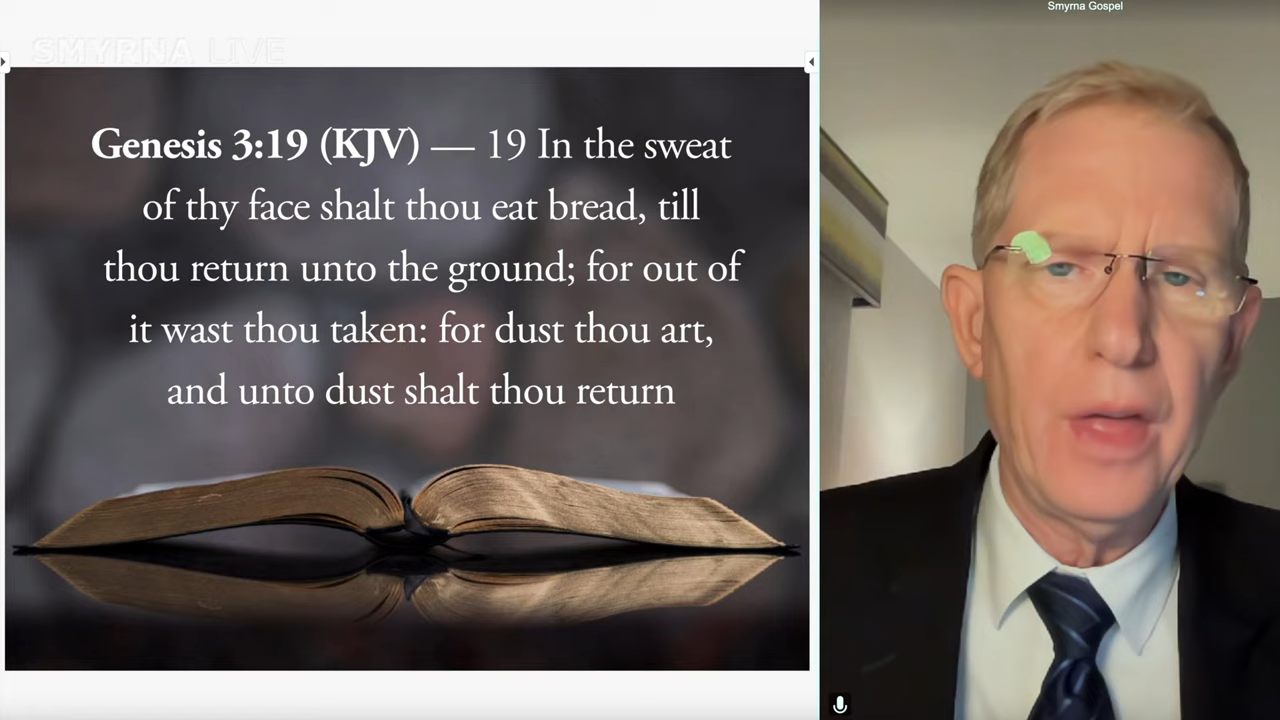 Smyrna Gospel
SMYRNA LIVE
Genesis 3:19 (KJV) — 19 In the sweat
of thy face shalt thou eat bread, till
thou return unto the ground; for out of
it wast thou taken: for dust thou art,
and unto dust shalt thou return